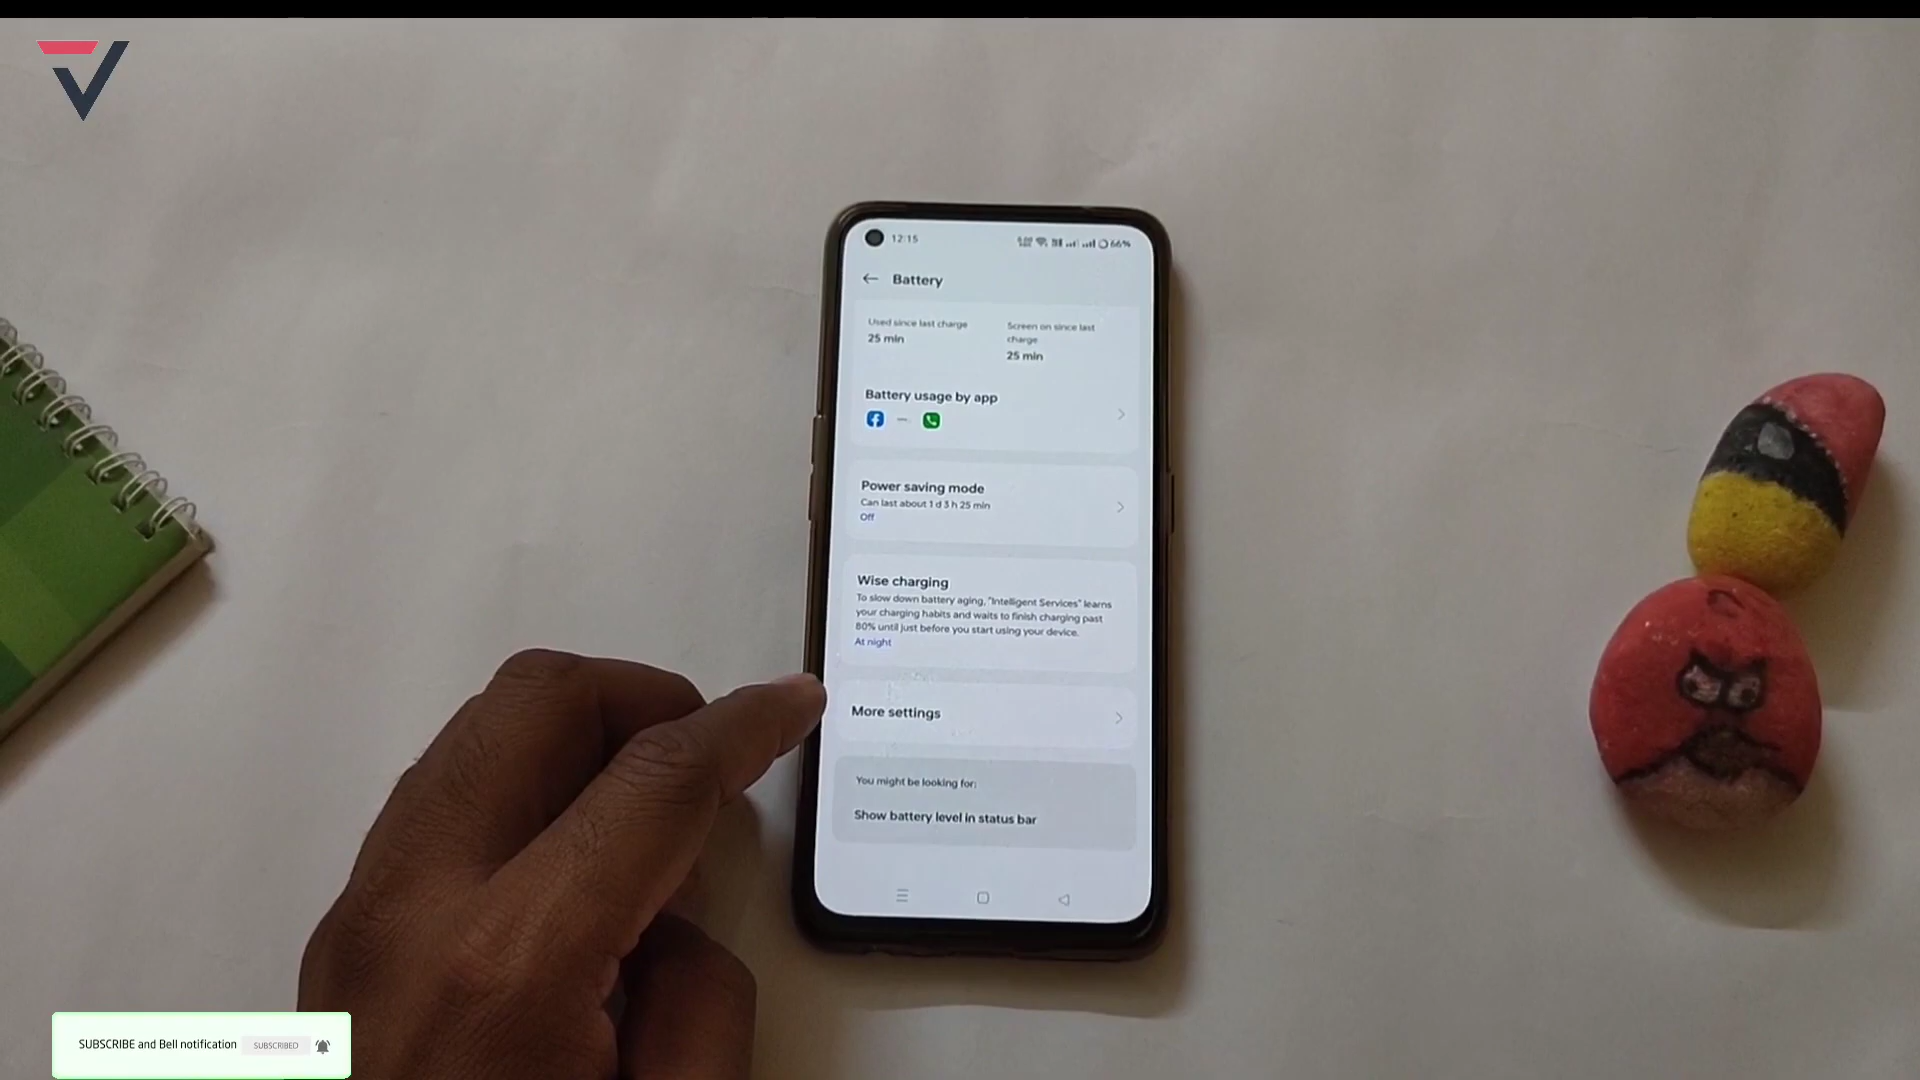 12:15
66%
Battery
Used since last charge
25 min
Screen on since last
charge
25 min
Battery usage by app
Power saving mode
Can last about 1 d 3 h 25 min
Off
Wise charging
To slow down battery aging, "Intelligent Services" learns
your charging habits and waits to finish charging past
80% until just before you start using your device.
At night
More settings
You might be looking for:
Show battery level in status bar
SUBSCRIBE and Bell notification
SUBSCRIBED